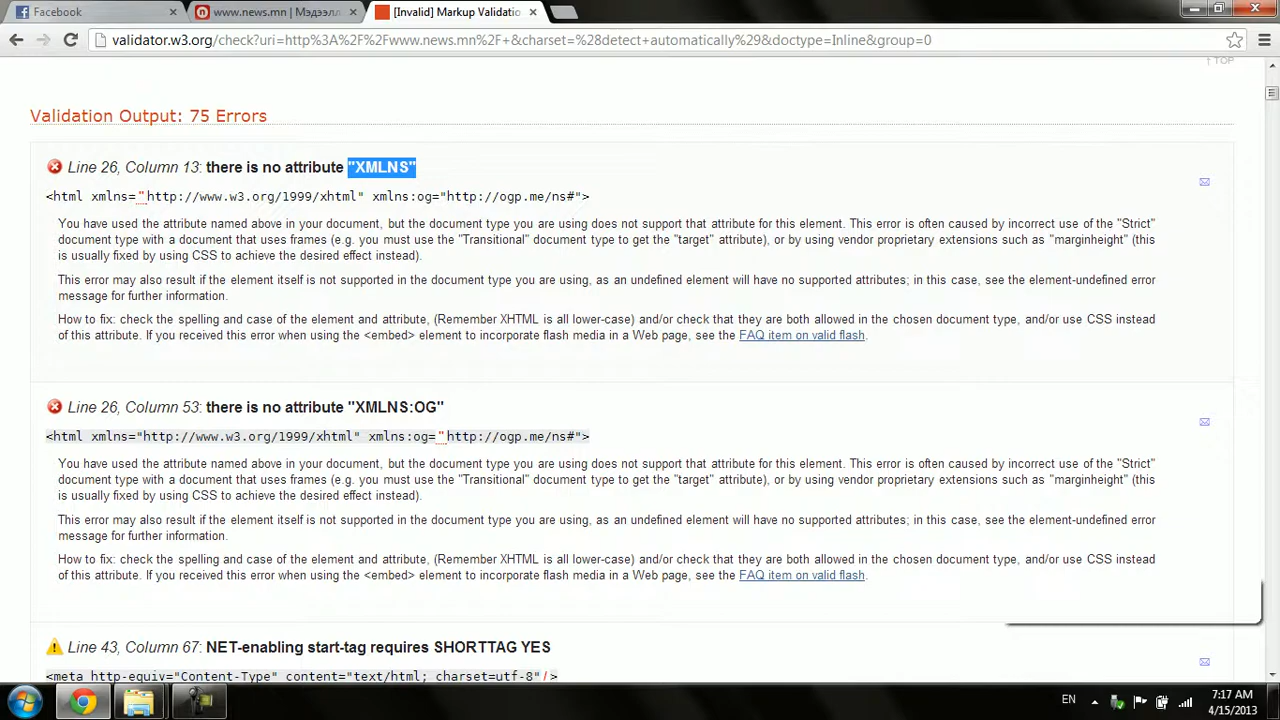 Facebook
www.news.mn | Мэдээлл
[Invalid] Markup Validatio
validator.w3.org/check?uri=http%3A%2F%2Fwww.news.mn%2F+&charset=%28detect+automatically%29&doctype=Inline&group=0
↑ TOP
Validation Output: 75 Errors
Line 26, Column 13: there is no attribute "XMLNS"
<html xmlns="http://www.w3.org/1999/xhtml" xmlns:og="http://ogp.me/ns#">
You have used the attribute named above in your document, but the document type you are using does not support that attribute for this element. This error is often caused by incorrect use of the "Strict"
document type with a document that uses frames (e.g. you must use the "Transitional" document type to get the "target" attribute), or by using vendor proprietary extensions such as "marginheight" (this
is usually fixed by using CSS to achieve the desired effect instead).
This error may also result if the element itself is not supported in the document type you are using, as an undefined element will have no supported attributes; in this case, see the element-undefined error
message for further information.
How to fix: check the spelling and case of the element and attribute, (Remember XHTML is all lower-case) and/or check that they are both allowed in the chosen document type, and/or use CSS instead
of this attribute. If you received this error when using the <embed> element to incorporate flash media in a Web page, see the FAQ item on valid flash.
Line 26, Column 53: there is no attribute "XMLNS:OG"
<html xmlns="http://www.w3.org/1999/xhtml" xmlns:og="http://ogp.me/ns#">
You have used the attribute named above in your document, but the document type you are using does not support that attribute for this element. This error is often caused by incorrect use of the "Strict"
document type with a document that uses frames (e.g. you must use the "Transitional" document type to get the "target" attribute), or by using vendor proprietary extensions such as "marginheight" (this
is usually fixed by using CSS to achieve the desired effect instead).
This error may also result if the element itself is not supported in the document type you are using, as an undefined element will have no supported attributes; in this case, see the element-undefined error
message for further information.
How to fix: check the spelling and case of the element and attribute, (Remember XHTML is all lower-case) and/or check that they are both allowed in the chosen document type, and/or use CSS instead
of this attribute. If you received this error when using the <embed> element to incorporate flash media in a Web page, see the FAQ item on valid flash.
Line 43, Column 67: NET-enabling start-tag requires SHORTTAG YES
<meta http-equiv="Content-Type" content="text/html; charset=utf-8"/>
EN
7:17 AM
4/15/2013